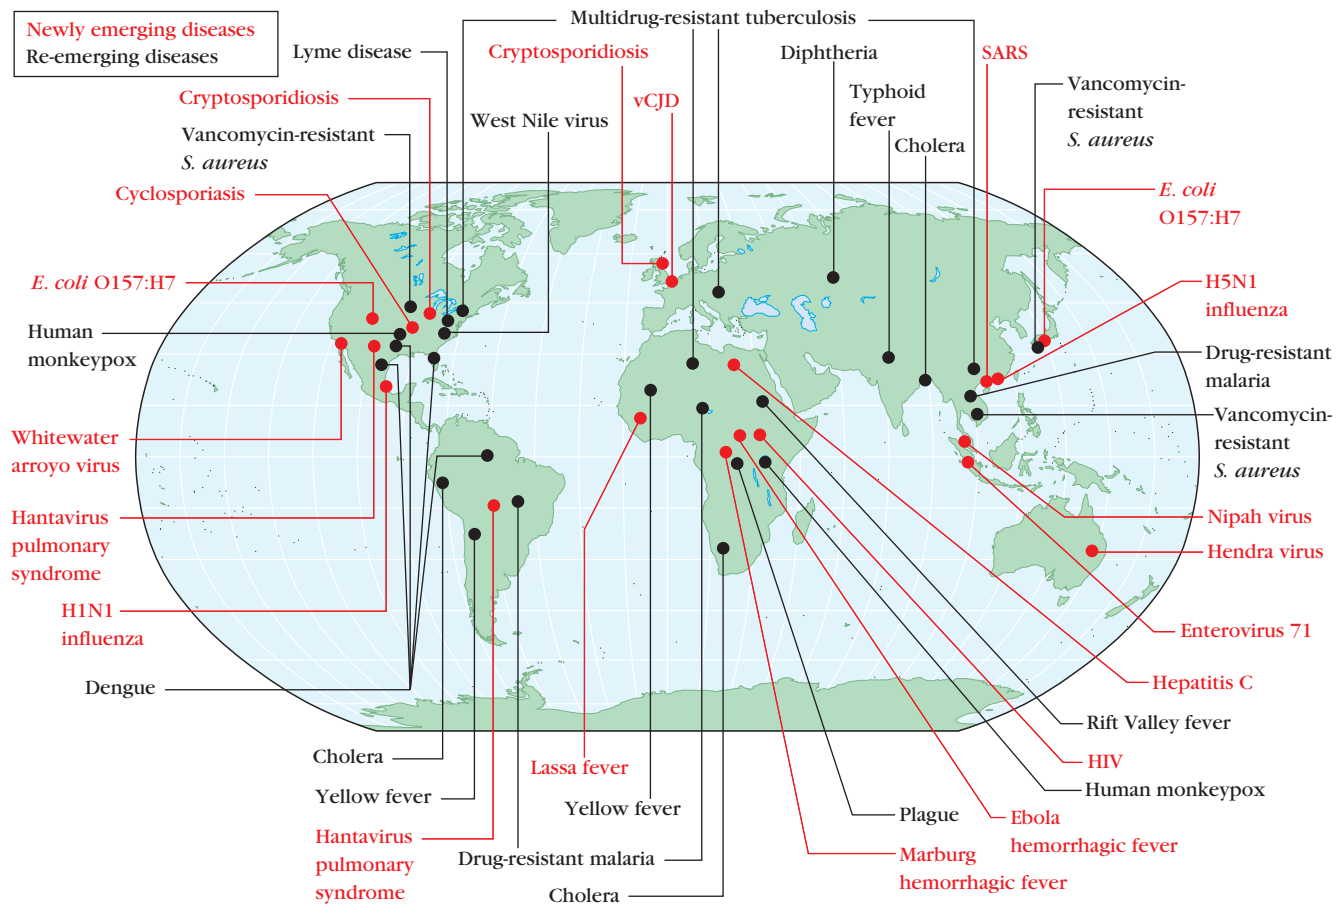 Newly emerging diseases
Re-emerging diseases
Multidrug-resistant tuberculosis
Lyme disease
Cryptosporidiosis
Diphtheria
SARS
Cryptosporidiosis
vCJD
Typhoid
fever
Vancomycin-
resistant
S. aureus
Vancomycin-resistant
S. aureus
West Nile virus
Cholera
Cyclosporiasis
E. coli
O157:H7
E. coli O157:H7
H5N1
influenza
Human
monkeypox
Drug-resistant
malaria
Whitewater
arroyo virus
Vancomycin-
resistant
S. aureus
Hantavirus
pulmonary
syndrome
Nipah virus
Hendra virus
H1N1
influenza
Enterovirus 71
Dengue
Hepatitis C
Rift Valley fever
Cholera
Lassa fever
HIV
Yellow fever
Yellow fever
Human monkeypox
Plague
Ebola
hemorrhagic fever
Hantavirus
pulmonary
syndrome
Drug-resistant malaria
Marburg
hemorrhagic fever
Cholera